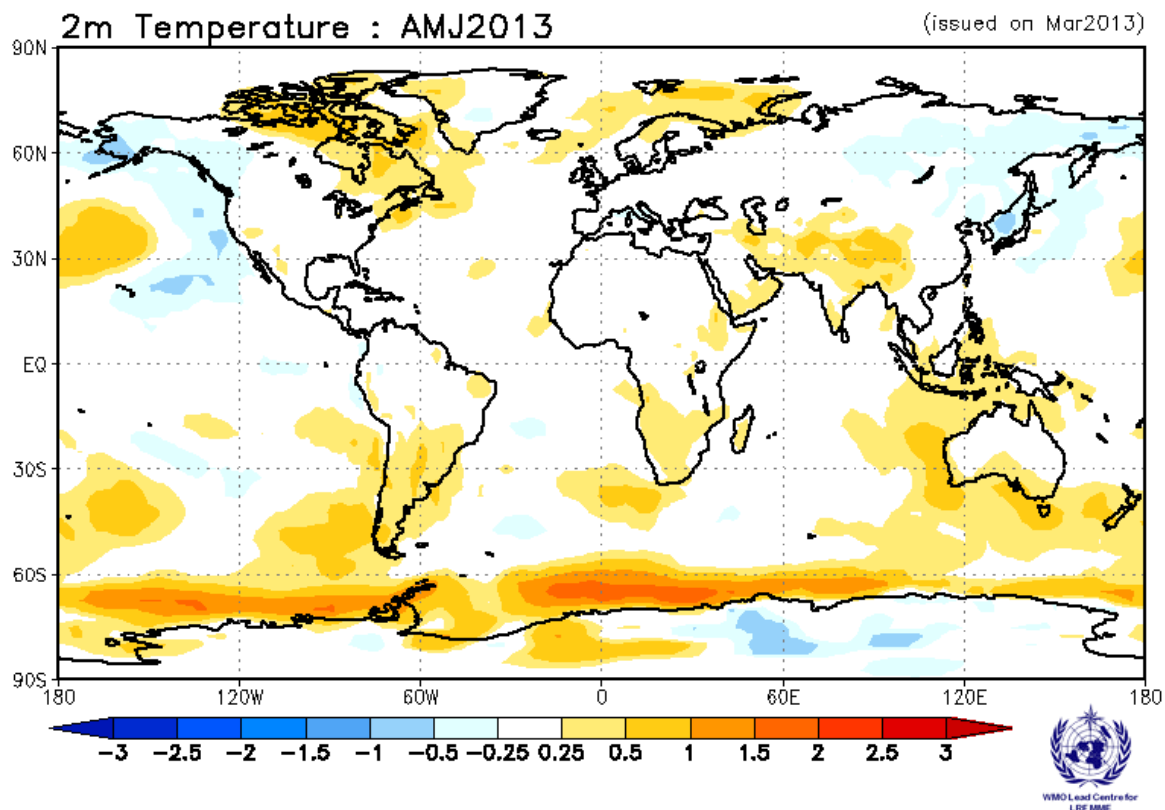 2m Temperature : AMJ2013
(issued on Mar2013)
90N
60N
30N
EQ
30S
60S
90S
180 120W 60W 0 60E 120E 180
-3 -2.5 -2 -1.5 -1 -0.5 -0.25 0.25 0.5 1 1.5 2 2.5 3
WMO Lead Centre for
LRFMME